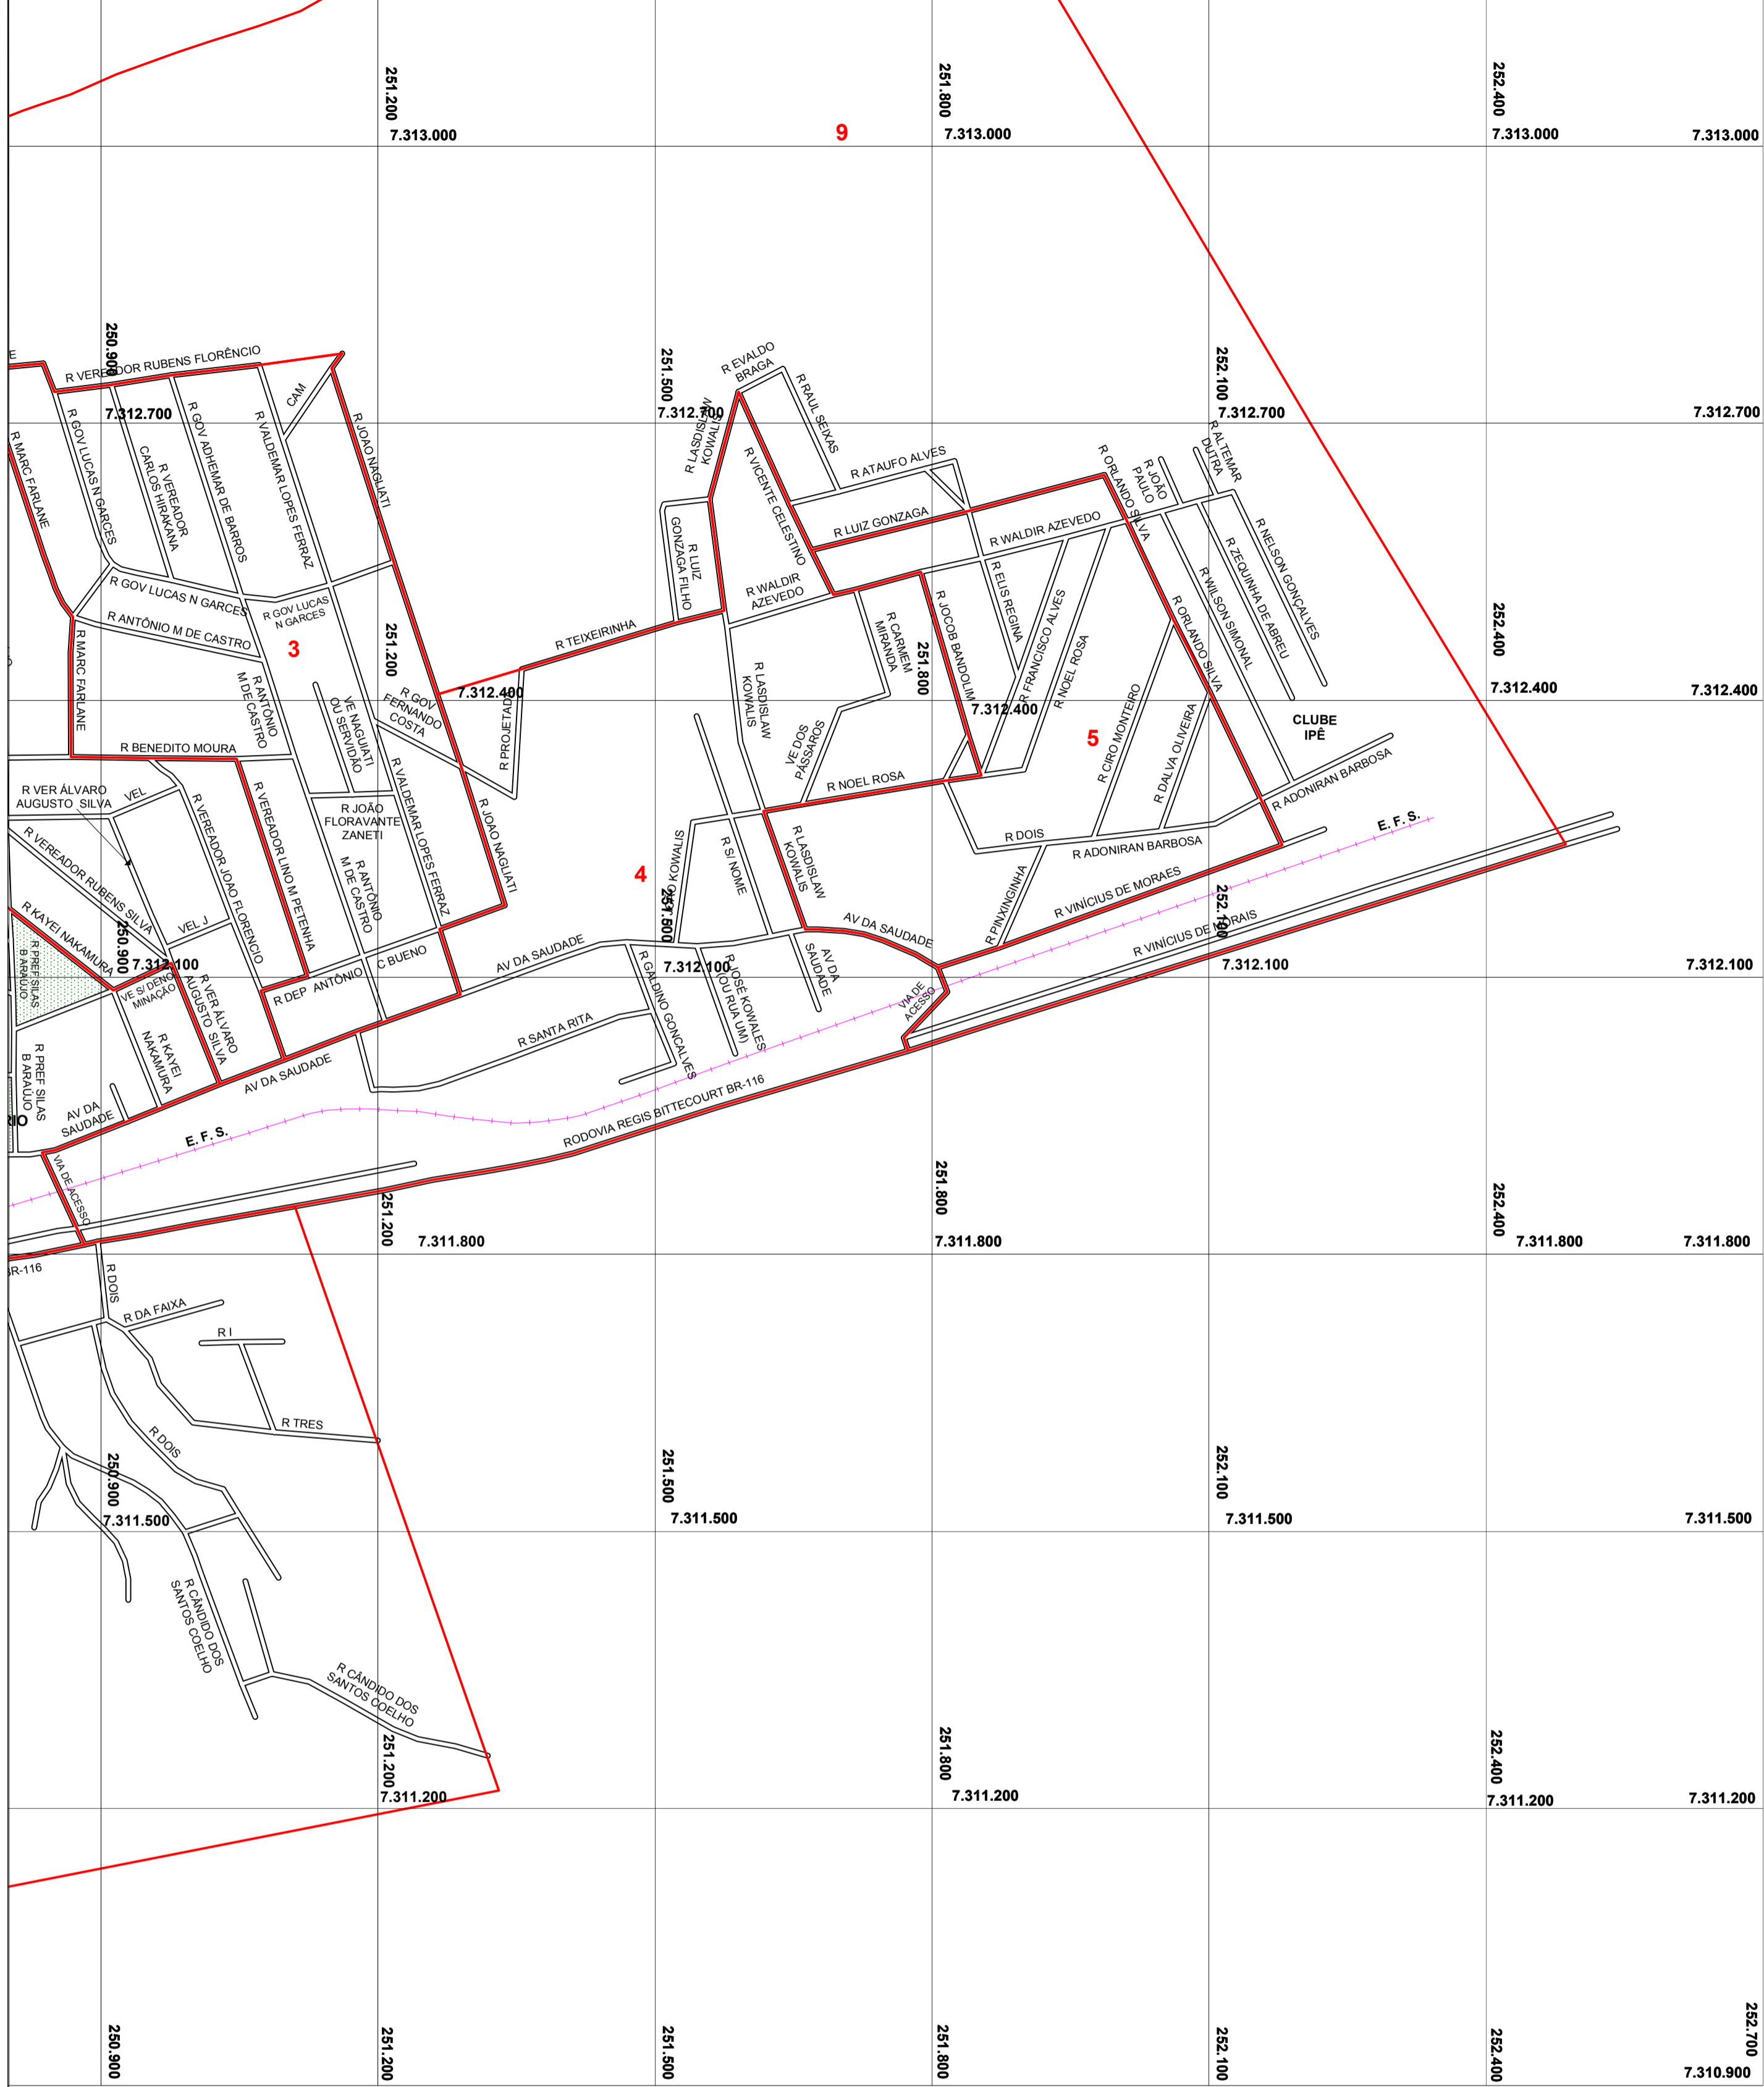 251.200
251.800
252.400
7.313.000
9
7.313.000
7.313.000
7.313.000
250.900
251.500
252.100
E
R VEREADOR RUBENS FLORÊNCIO
CAM
7.312.700
R EVALDO
BRAGA
R RAUL SEIXAS
7.312.700
7.312.700
7.312.700
R MARC FARLANE
R GOV LUCAS N GARCES
R VEREADOR
CARLOS HIRAKANA
R GOV ADHEMAR DE BARROS
R VALDEMAR LOPES FERRAZ
R JOAO NAGLIATI
R LASDISLAW
KOWALIS
R VICENTE CELESTINO
R ATAUFO ALVES
R LUIZ GONZAGA
R ORLANDO SILVA
R JOÃO
PAULO
R ALTEMAR
DUTRA
R NELSON GONÇALVES
R ZEQUINHA DE ABREU
R WILSON SIMONAL
R WALDIR AZEVEDO
R LUIZ
GONZAGA FILHO
R WALDIR
AZEVEDO
R GOV LUCAS N GARCES
R GOV LUCAS
N GARCES
R ANTÔNIO M DE CASTRO
3
R TEIXEIRINHA
R CARMEM
MIRANDA
R JOCOB BANDOLIM
R ELIS REGINA
R FRANCISCO ALVES
R NOEL ROSA
R ORLANDO SILVA
251.200
251.800
252.400
R MARC FARLANE
R ANTÔNIO
M DE CASTRO
VE NAGUIATI
OU SERVIDÃO
R GOV
FERNANDO
COSTA
7.312.400
R PROJETADA
R LASDISLAW
KOWALIS
VE DOS
PÁSSAROS
7.312.400
7.312.400
7.312.400
5
R CIRO MONTEIRO
R DALVA OLIVEIRA
CLUBE
IPÊ
R BENEDITO MOURA
R VER ÁLVARO
AUGUSTO SILVA
VEL
R VEREADOR JOAO FLORENCIO
R VEREADOR LINO M PETENHA
R JOÃO
FLORAVANTE
ZANETI
R VALDEMAR LOPES FERRAZ
R JOAO NAGUATI
R NOEL ROSA
R DOIS
R ADONIRAN BARBOSA
R ADONIRAN BARBOSA
E. F. S.
R VEREADOR RUBENS SILVA
R ANTÔNIO
M DE CASTRO
4
KOWALIS
R S/ NOME
R LASDISLAW
KOWALIS
R PINXINGINHA
R VINÍCIUS DE MORAES
R VINÍCIUS DE MORAIS
R KAYEI NAKAMURA
R PREF SILAS
B ARAÚJO
250.900
251.500
252.100
VEL J
7.312.100
VE S/ DENO
MINAÇÃO
R VER ÁLVARO
AUGUSTO SILVA
R DEP ANTÔNIO
C BUENO
AV DA SAUDADE
AV DA SAUDADE
7.312.100
7.312.100
7.312.100
R GALDINO GONCALVES
R JOSÉ KOWALES
(OU RUA UM)
AV DA
SAUDADE
VIA DE
ACESSO
R SANTA RITA
R PREF SILAS
B ARAÚJO
R KAYEI
NAKAMURA
AV DA SAUDADE
AV DA
SAUDADE
RIO
E. F. S.
RODOVIA REGIS BITTECOURT BR-116
VIA DE ACESSO
251.200
251.800
252.400
7.311.800
7.311.800
7.311.800
7.311.800
BR-116
R DOIS
R DA FAIXA
R I
R TRES
R DOIS
250.900
251.500
252.100
7.311.500
7.311.500
7.311.500
7.311.500
R CÂNDIDO DOS
SANTOS COELHO
R CÂNDIDO DOS
SANTOS COELHO
251.200
251.800
252.400
7.311.200
7.311.200
7.311.200
7.311.200
250.900
251.200
251.500
251.800
252.100
252.400
252.700
7.310.900